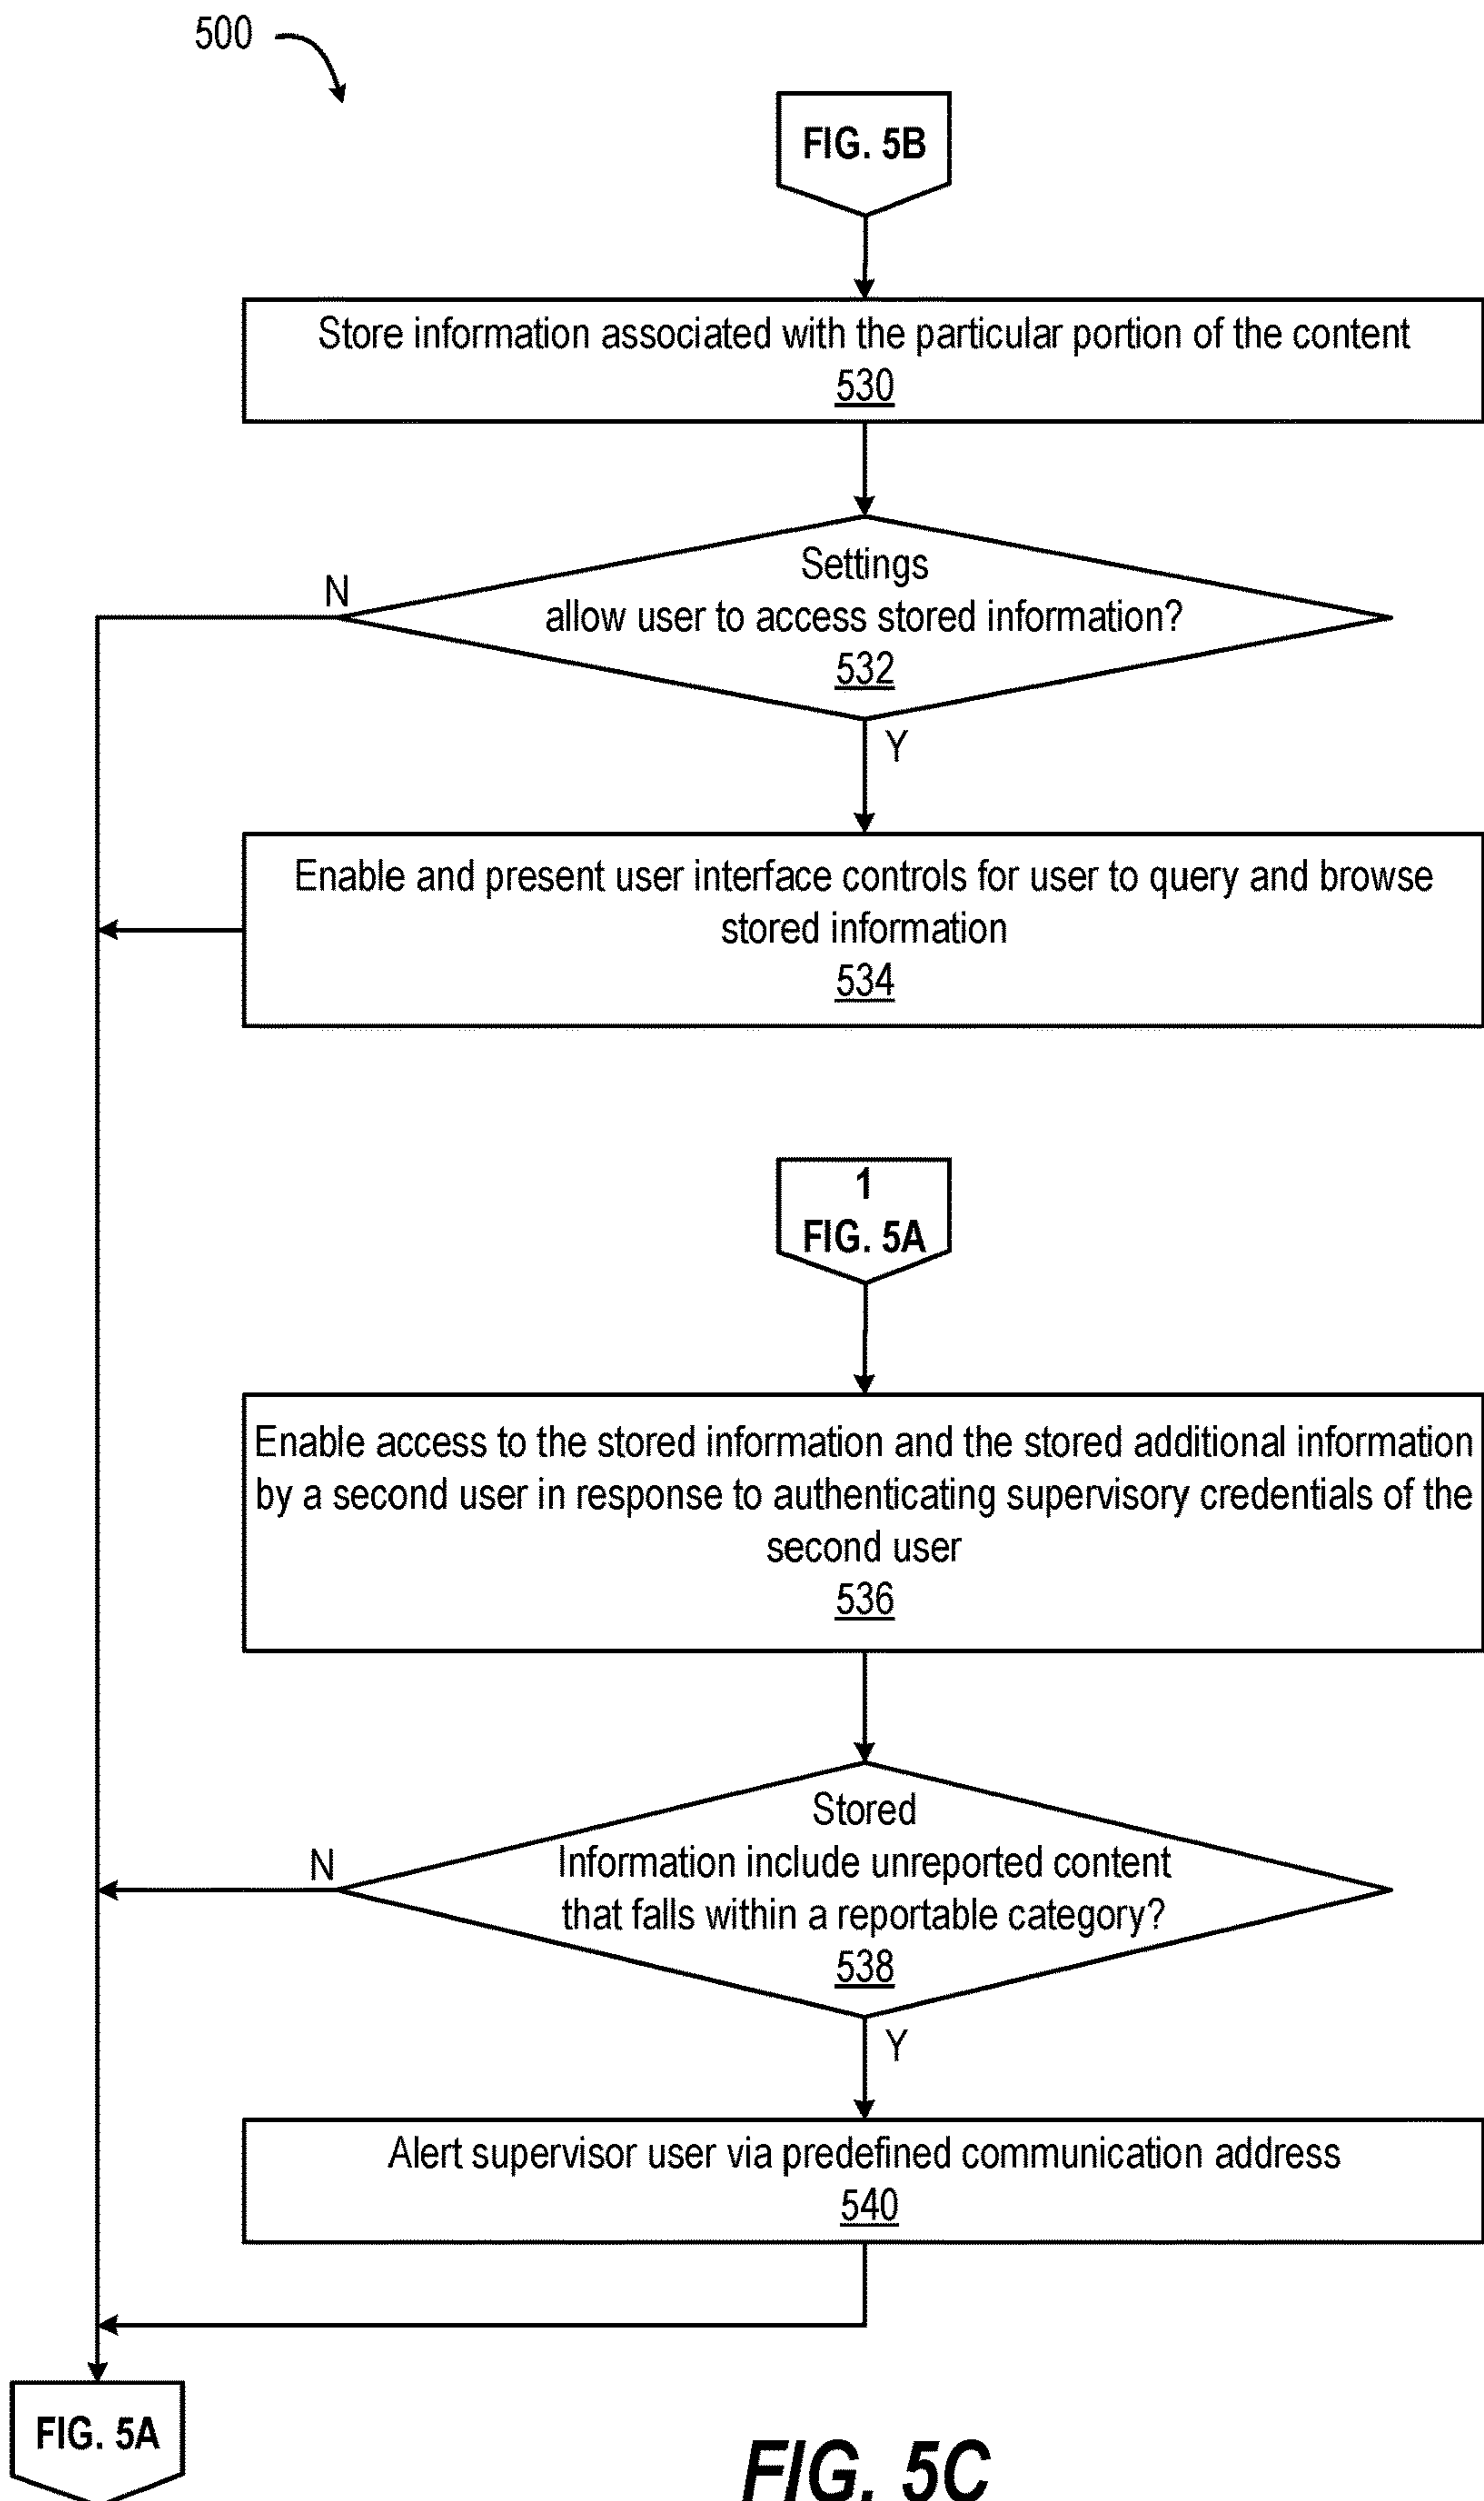 500
FIG. 5B
Store information associated with the particular portion of the content
530
Settings
allow user to access stored information?
532
N
Y
Enable and present user interface controls for user to query and browse
stored information
534
1
FIG. 5A
Enable access to the stored information and the stored additional information
by a second user in response to authenticating supervisory credentials of the
second user
536
Stored
Information include unreported content
that falls within a reportable category?
538
N
Y
Alert supervisor user via predefined communication address
540
FIG. 5A
FIG. 5C